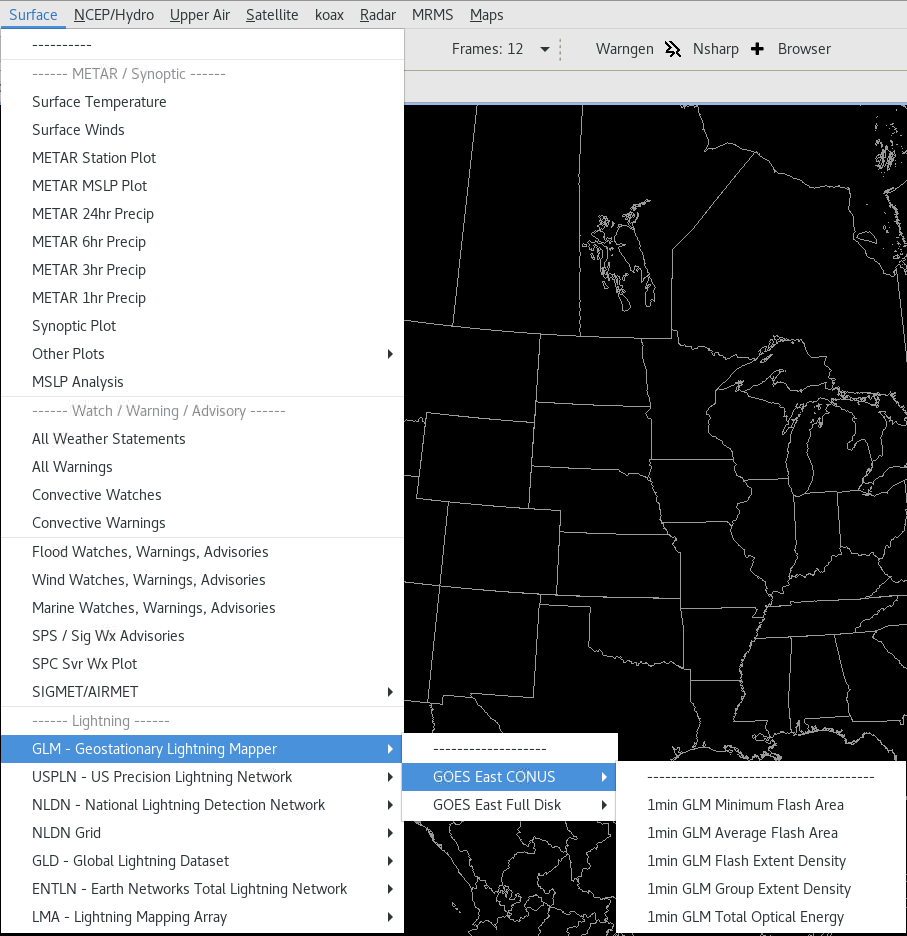 Surface NCEP/Hydro Upper Air Satellite koax Radar MRMS Maps
Frames: 12 Warngen Nsharp Browser
----------
------ METAR / Synoptic ------
Surface Temperature
Surface Winds
METAR Station Plot
METAR MSLP Plot
METAR 24hr Precip
METAR 6hr Precip
METAR 3hr Precip
METAR 1hr Precip
Synoptic Plot
Other Plots
MSLP Analysis
------ Watch / Warning / Advisory ------
All Weather Statements
All Warnings
Convective Watches
Convective Warnings
Flood Watches, Warnings, Advisories
Wind Watches, Warnings, Advisories
Marine Watches, Warnings, Advisories
SPS / Sig Wx Advisories
SPC Svr Wx Plot
SIGMET/AIRMET
------ Lightning ------
GLM - Geostationary Lightning Mapper
USPLN - US Precision Lightning Network
NLDN - National Lightning Detection Network
NLDN Grid
GLD - Global Lightning Dataset
ENTLN - Earth Networks Total Lightning Network
LMA - Lightning Mapping Array
-------------------
GOES East CONUS
GOES East Full Disk
--------------------------------------
1min GLM Minimum Flash Area
1min GLM Average Flash Area
1min GLM Flash Extent Density
1min GLM Group Extent Density
1min GLM Total Optical Energy